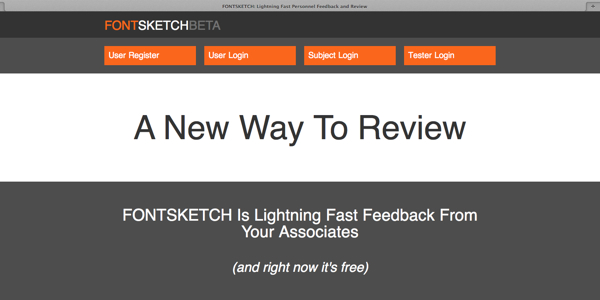 FONTSKETCH: Lightning Fast Personnel Feedback and Review
FONTSKETCHBETA
User Register
User Login
Subject Login
Tester Login
A New Way To Review
FONTSKETCH Is Lightning Fast Feedback From
Your Associates
(and right now it's free)